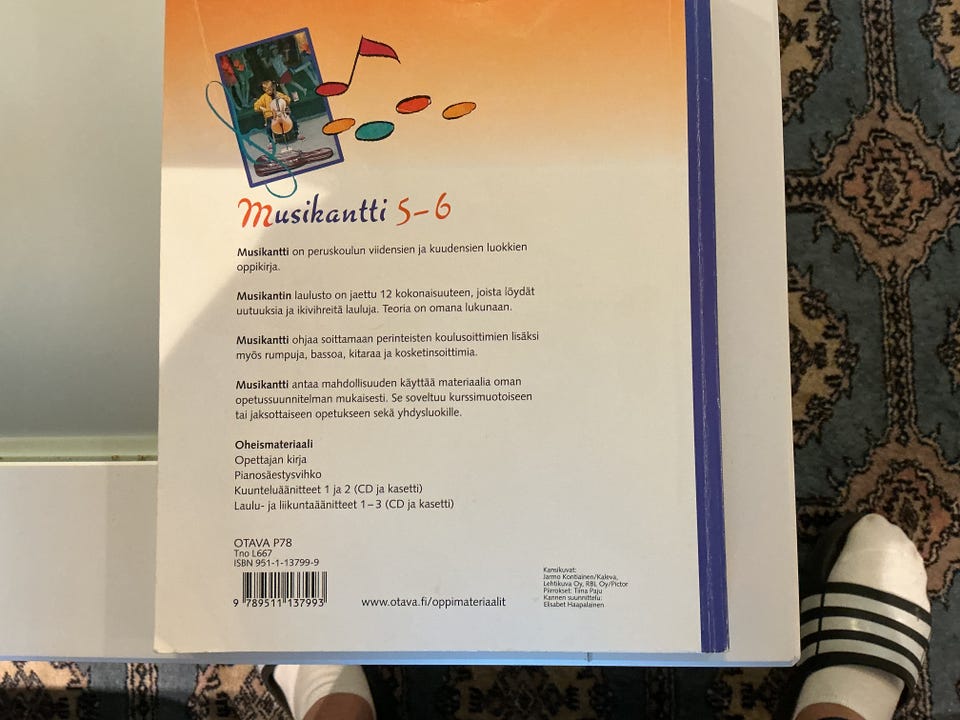 Musikantti 5–6
Musikantti on peruskoulun viidensien ja kuudensien luokkien
oppikirja.
Musikantin laulusto on jaettu 12 kokonaisuuteen, joista löydät
uutuuksia ja ikivihreitä lauluja. Teoria on omana lukunaan.
Musikantti ohjaa soittamaan perinteisten koulusoittimien lisäksi
myös rumpuja, bassoa, kitaraa ja kosketinsoittimia.
Musikantti antaa mahdollisuuden käyttää materiaalia oman
opetussuunnitelman mukaisesti. Se soveltuu kurssimuotoiseen
tai jaksottaiseen opetukseen sekä yhdysluokille.
Oheismateriaali
Opettajan kirja
Pianosäestysvihko
Kuunteluäänitteet 1 ja 2 (CD ja kasetti)
Laulu- ja liikuntaäänitteet 1–3 (CD ja kasetti)
OTAVA P78
Tno L667
ISBN 951-1-13799-9
9 789511 137993
www.otava.fi/oppimateriaalit
Kansikuvat:
Jarmo Kontiainen/Kaleva,
Lehtikuva Oy, RBL Oy/Pictor
Piirrokset: Tiina Paju
Kannen suunnittelu:
Elisabet Haapalainen